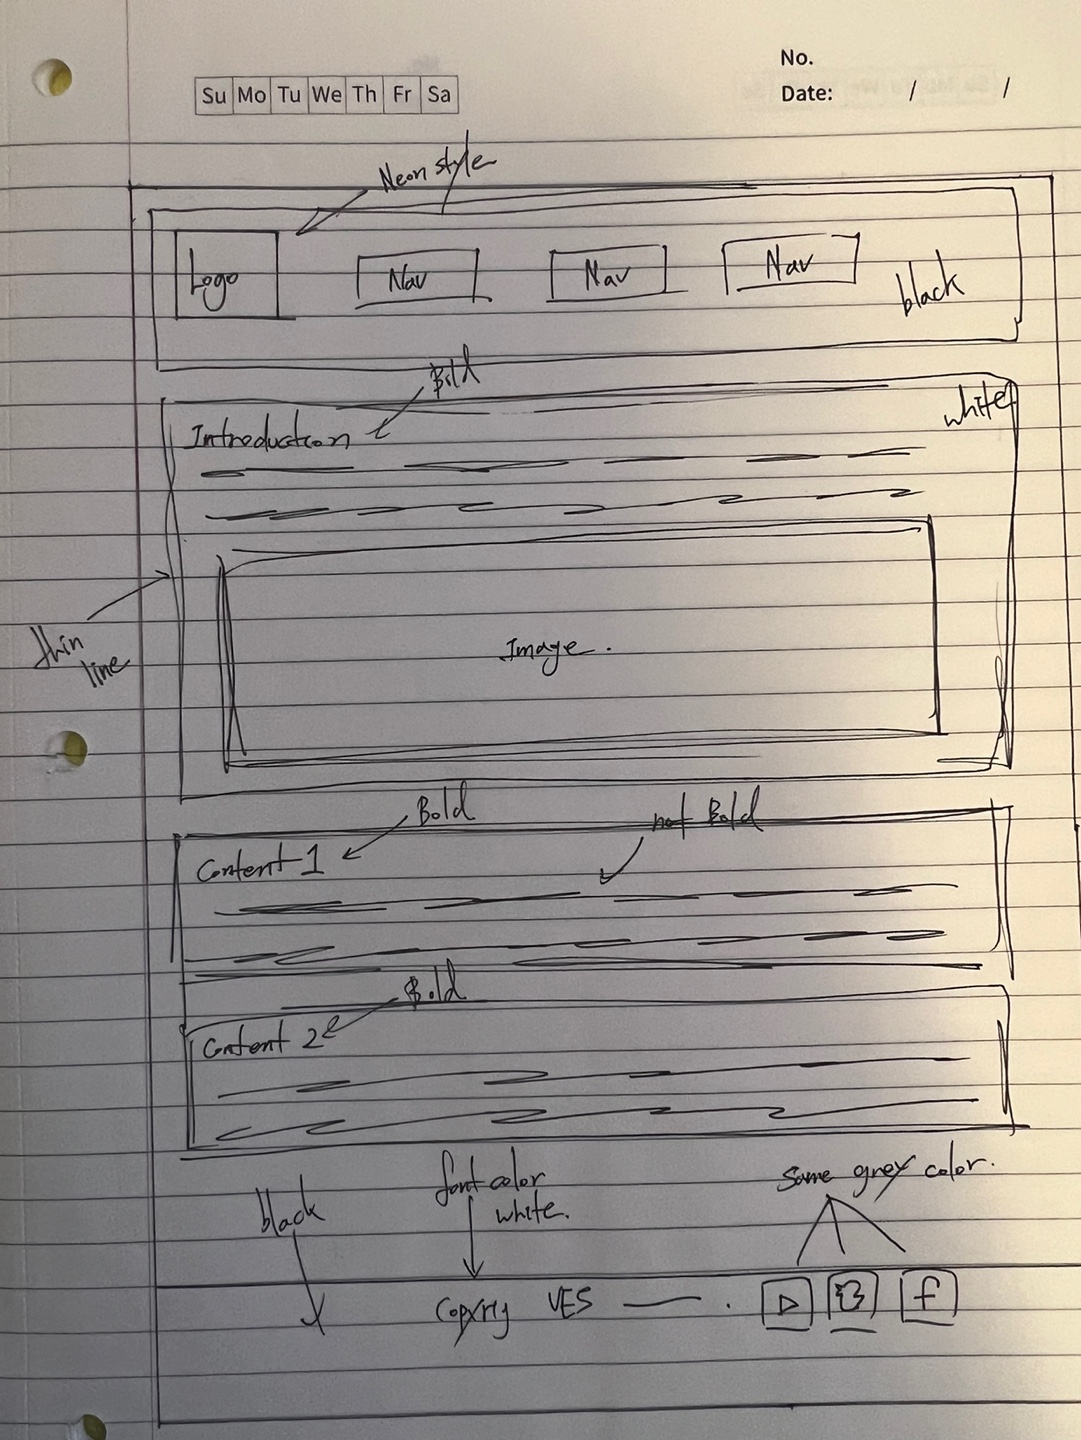 No.
Su Mo Tu We Th Fr Sa
Date: / /
Neon style
Logo
Nav
Nav
Nav
black
Bold
white
Introduction
thin
line
Image.
Bold
not Bold
Content 1
Bold
Content 2
black
font color
white.
Same grey color.
Copyrig VES
f